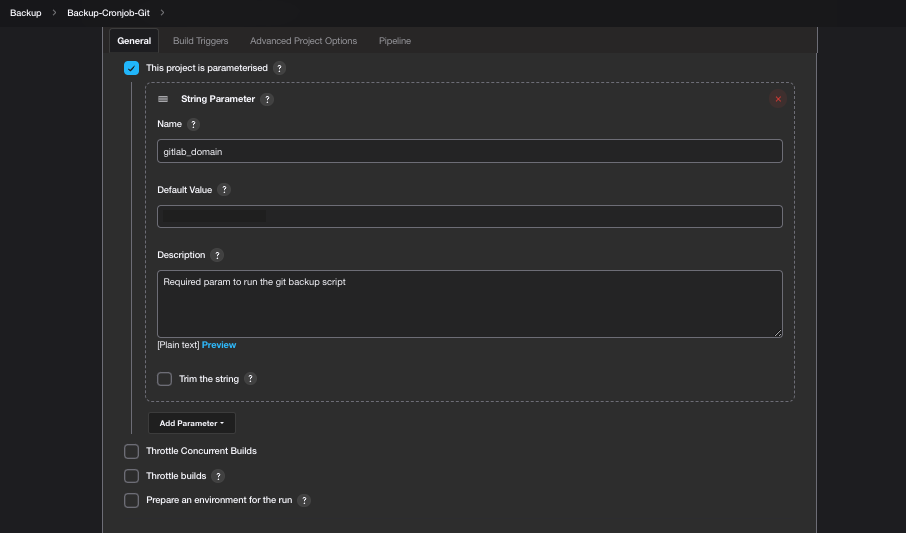 Backup > Backup-Cronjob-Git >
General Build Triggers Advanced Project Options Pipeline
This project is parameterised ?
String Parameter ?
Name ?
gitlab_domain
Default Value ?
Description ?
Required param to run the git backup script
[Plain text] Preview
Trim the string ?
Add Parameter
Throttle Concurrent Builds
Throttle builds ?
Prepare an environment for the run ?